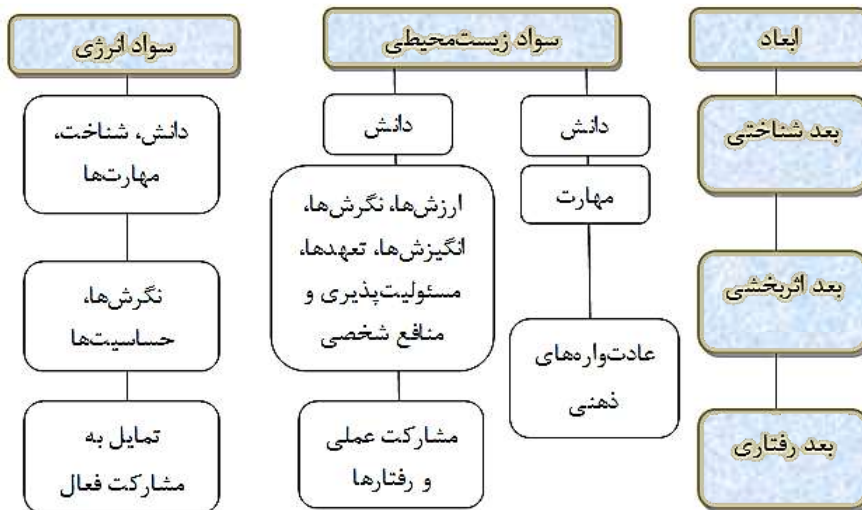 ابعاد
سواد زیست‌محیطی
سواد انرژی
بعد شناختی
دانش
مهارت
دانش
دانش، شناخت،
مهارت‌ها
بعد اثربخشی
عادت‌واره‌های
ذهنی
ارزش‌ها، نگرش‌ها،
انگیزش‌ها، تعهدها،
مسئولیت‌پذیری و
منافع شخصی
نگرش‌ها،
حساسیت‌ها
بعد رفتاری
مشارکت عملی
و رفتارها
تمایل به
مشارکت فعال